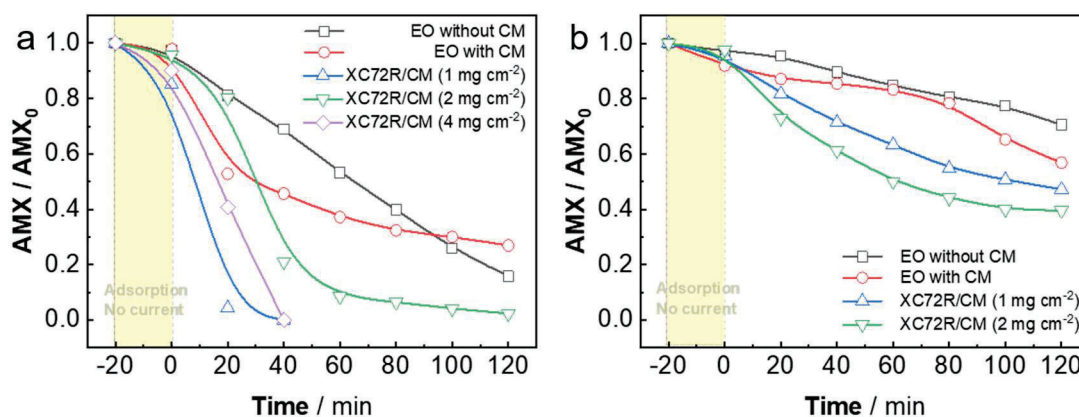 a
AMX / AMX0
1.0
0.8
0.6
0.4
0.2
0.0
EO without CM
EO with CM
XC72R/CM (1 mg cm-2)
XC72R/CM (2 mg cm-2)
XC72R/CM (4 mg cm-2)
Adsorption
No current
-20 0 20 40 60 80 100 120
Time / min
b
AMX / AMX0
1.0
0.8
0.6
0.4
0.2
0.0
EO without CM
EO with CM
XC72R/CM (1 mg cm-2)
XC72R/CM (2 mg cm-2)
Adsorption
No current
-20 0 20 40 60 80 100 120
Time / min